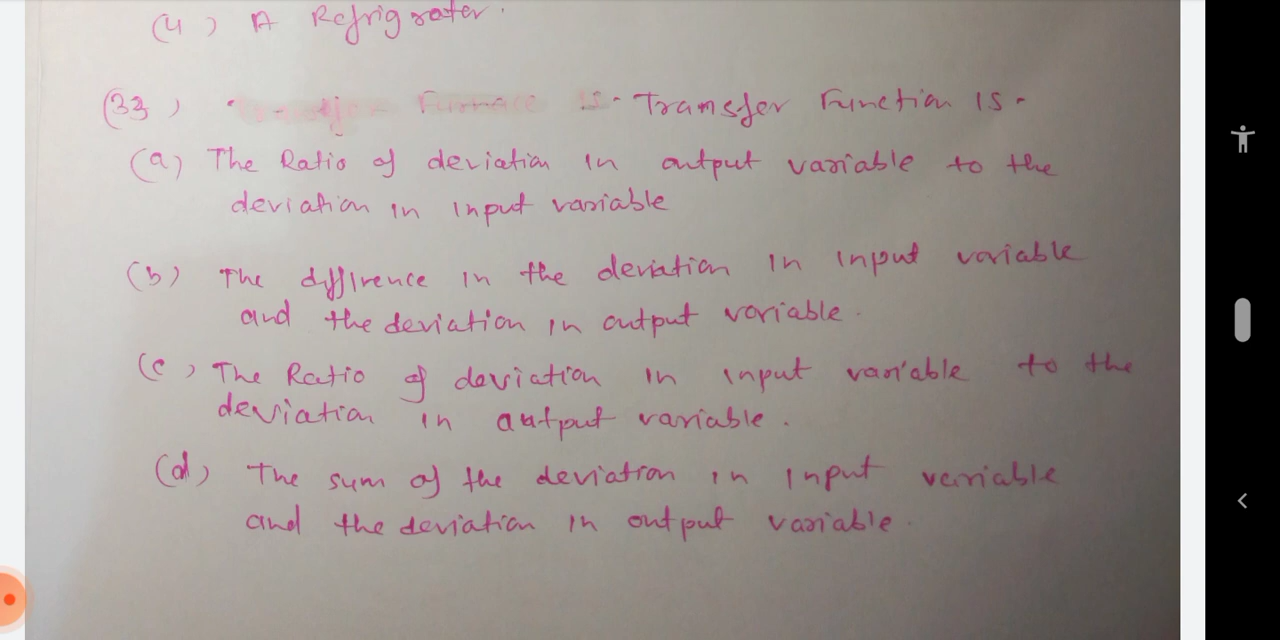 (4) A Refrigrater.
(33) Transfer Function is -
(a) The Ratio of deviation in output variable to the
deviation in input variable
(b) The diffirence in the deviation in input variable
and the deviation in output variable.
(c) The Ratio of deviation in input variable to the
deviation in output variable.
(d) The sum of the deviation in input variable
and the deviation in output variable.